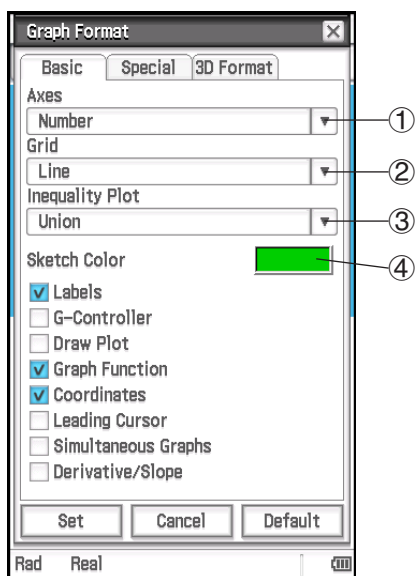 Graph Format
Basic Special 3D Format
Axes
Number ①
Grid
Line ②
Inequality Plot
Union ③
Sketch Color ④
Labels
G-Controller
Draw Plot
Graph Function
Coordinates
Leading Cursor
Simultaneous Graphs
Derivative/Slope
Set Cancel Default
Rad Real